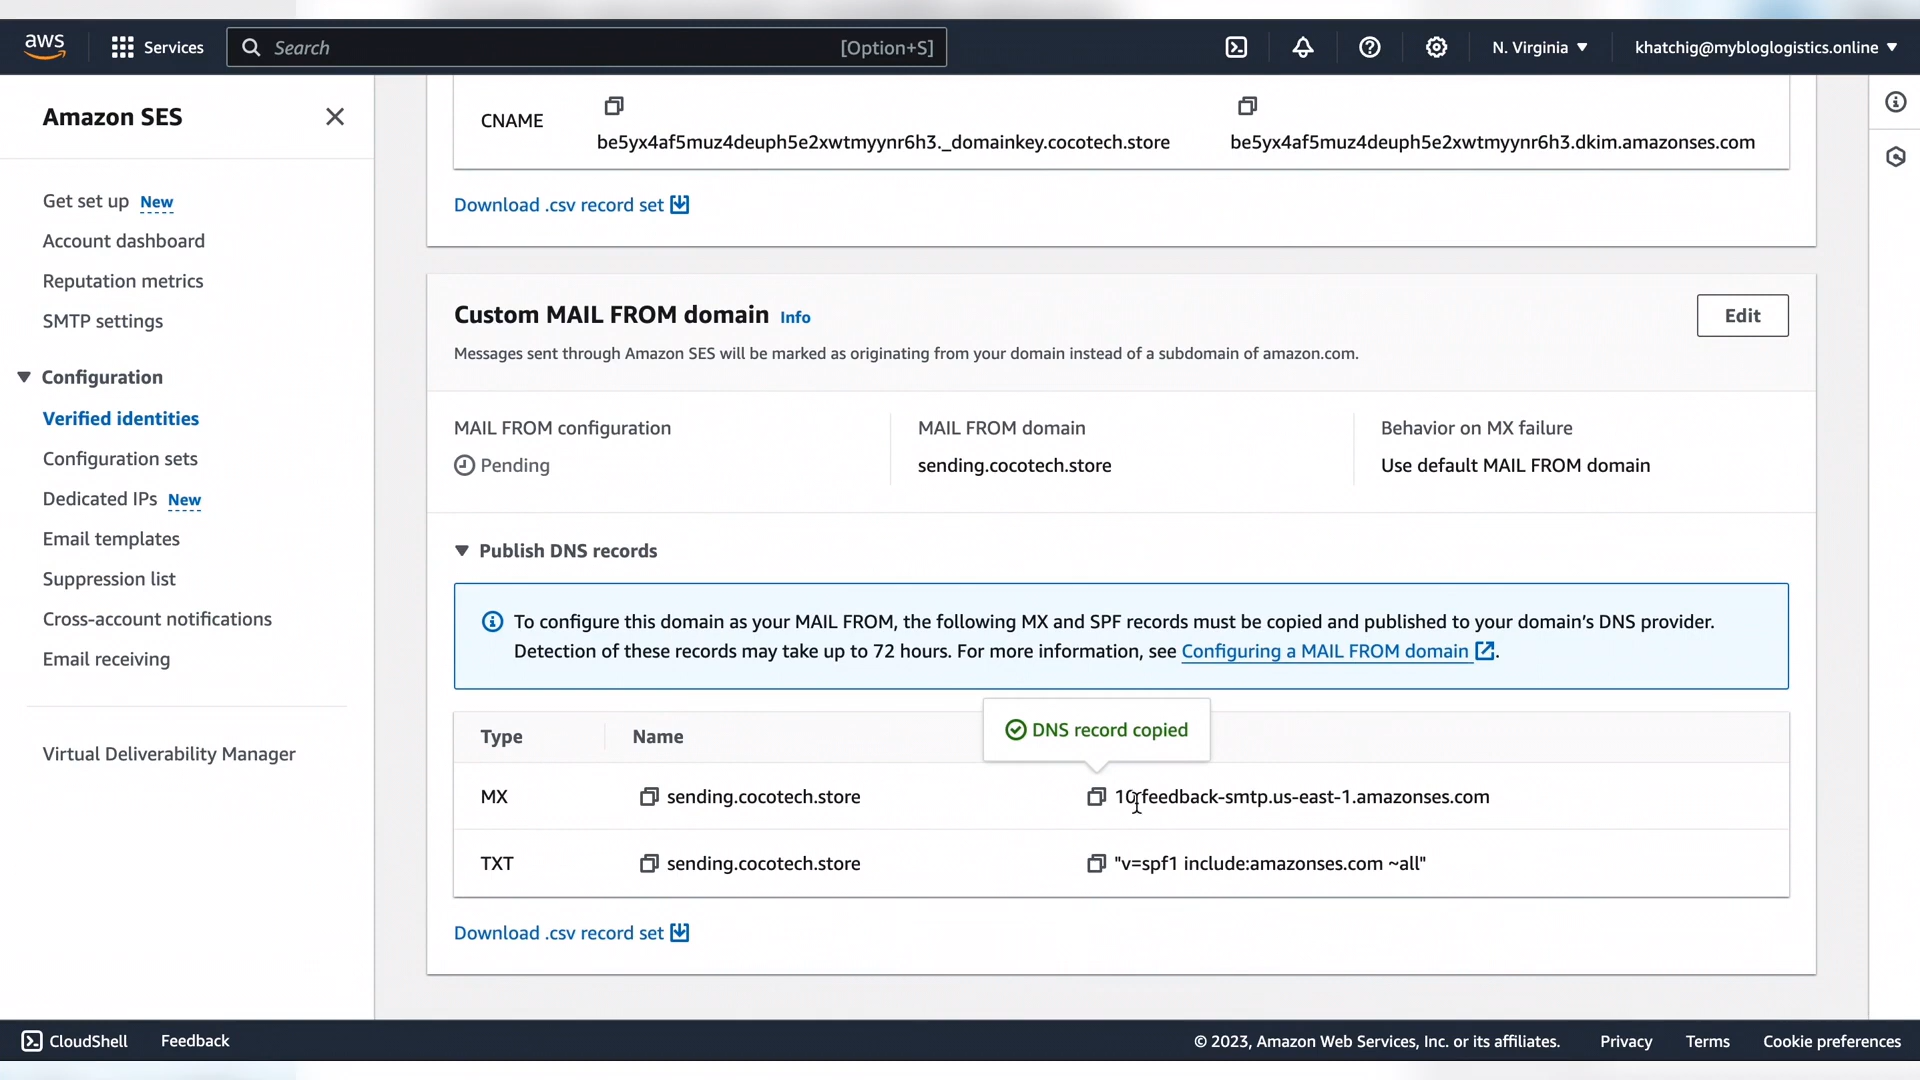 aws
Services
Search
[Option+S]
N. Virginia ▼
khatchig@mybloglogistics.online ▼
Amazon SES
Get set up New
Account dashboard
Reputation metrics
SMTP settings
▼ Configuration
Verified identities
Configuration sets
Dedicated IPs New
Email templates
Suppression list
Cross-account notifications
Email receiving
Virtual Deliverability Manager
CNAME
be5yx4af5muz4deuph5e2xwtmyynr6h3._domainkey.cocotech.store
be5yx4af5muz4deuph5e2xwtmyynr6h3.dkim.amazonses.com
Download .csv record set
Custom MAIL FROM domain Info
Edit
Messages sent through Amazon SES will be marked as originating from your domain instead of a subdomain of amazon.com.
MAIL FROM configuration
Pending
MAIL FROM domain
sending.cocotech.store
Behavior on MX failure
Use default MAIL FROM domain
▼ Publish DNS records
To configure this domain as your MAIL FROM, the following MX and SPF records must be copied and published to your domain's DNS provider.
Detection of these records may take up to 72 hours. For more information, see Configuring a MAIL FROM domain.
Type
Name
DNS record copied
MX
sending.cocotech.store
10 feedback-smtp.us-east-1.amazonses.com
TXT
sending.cocotech.store
"v=spf1 include:amazonses.com ~all"
Download .csv record set
CloudShell
Feedback
© 2023, Amazon Web Services, Inc. or its affiliates.
Privacy
Terms
Cookie preferences